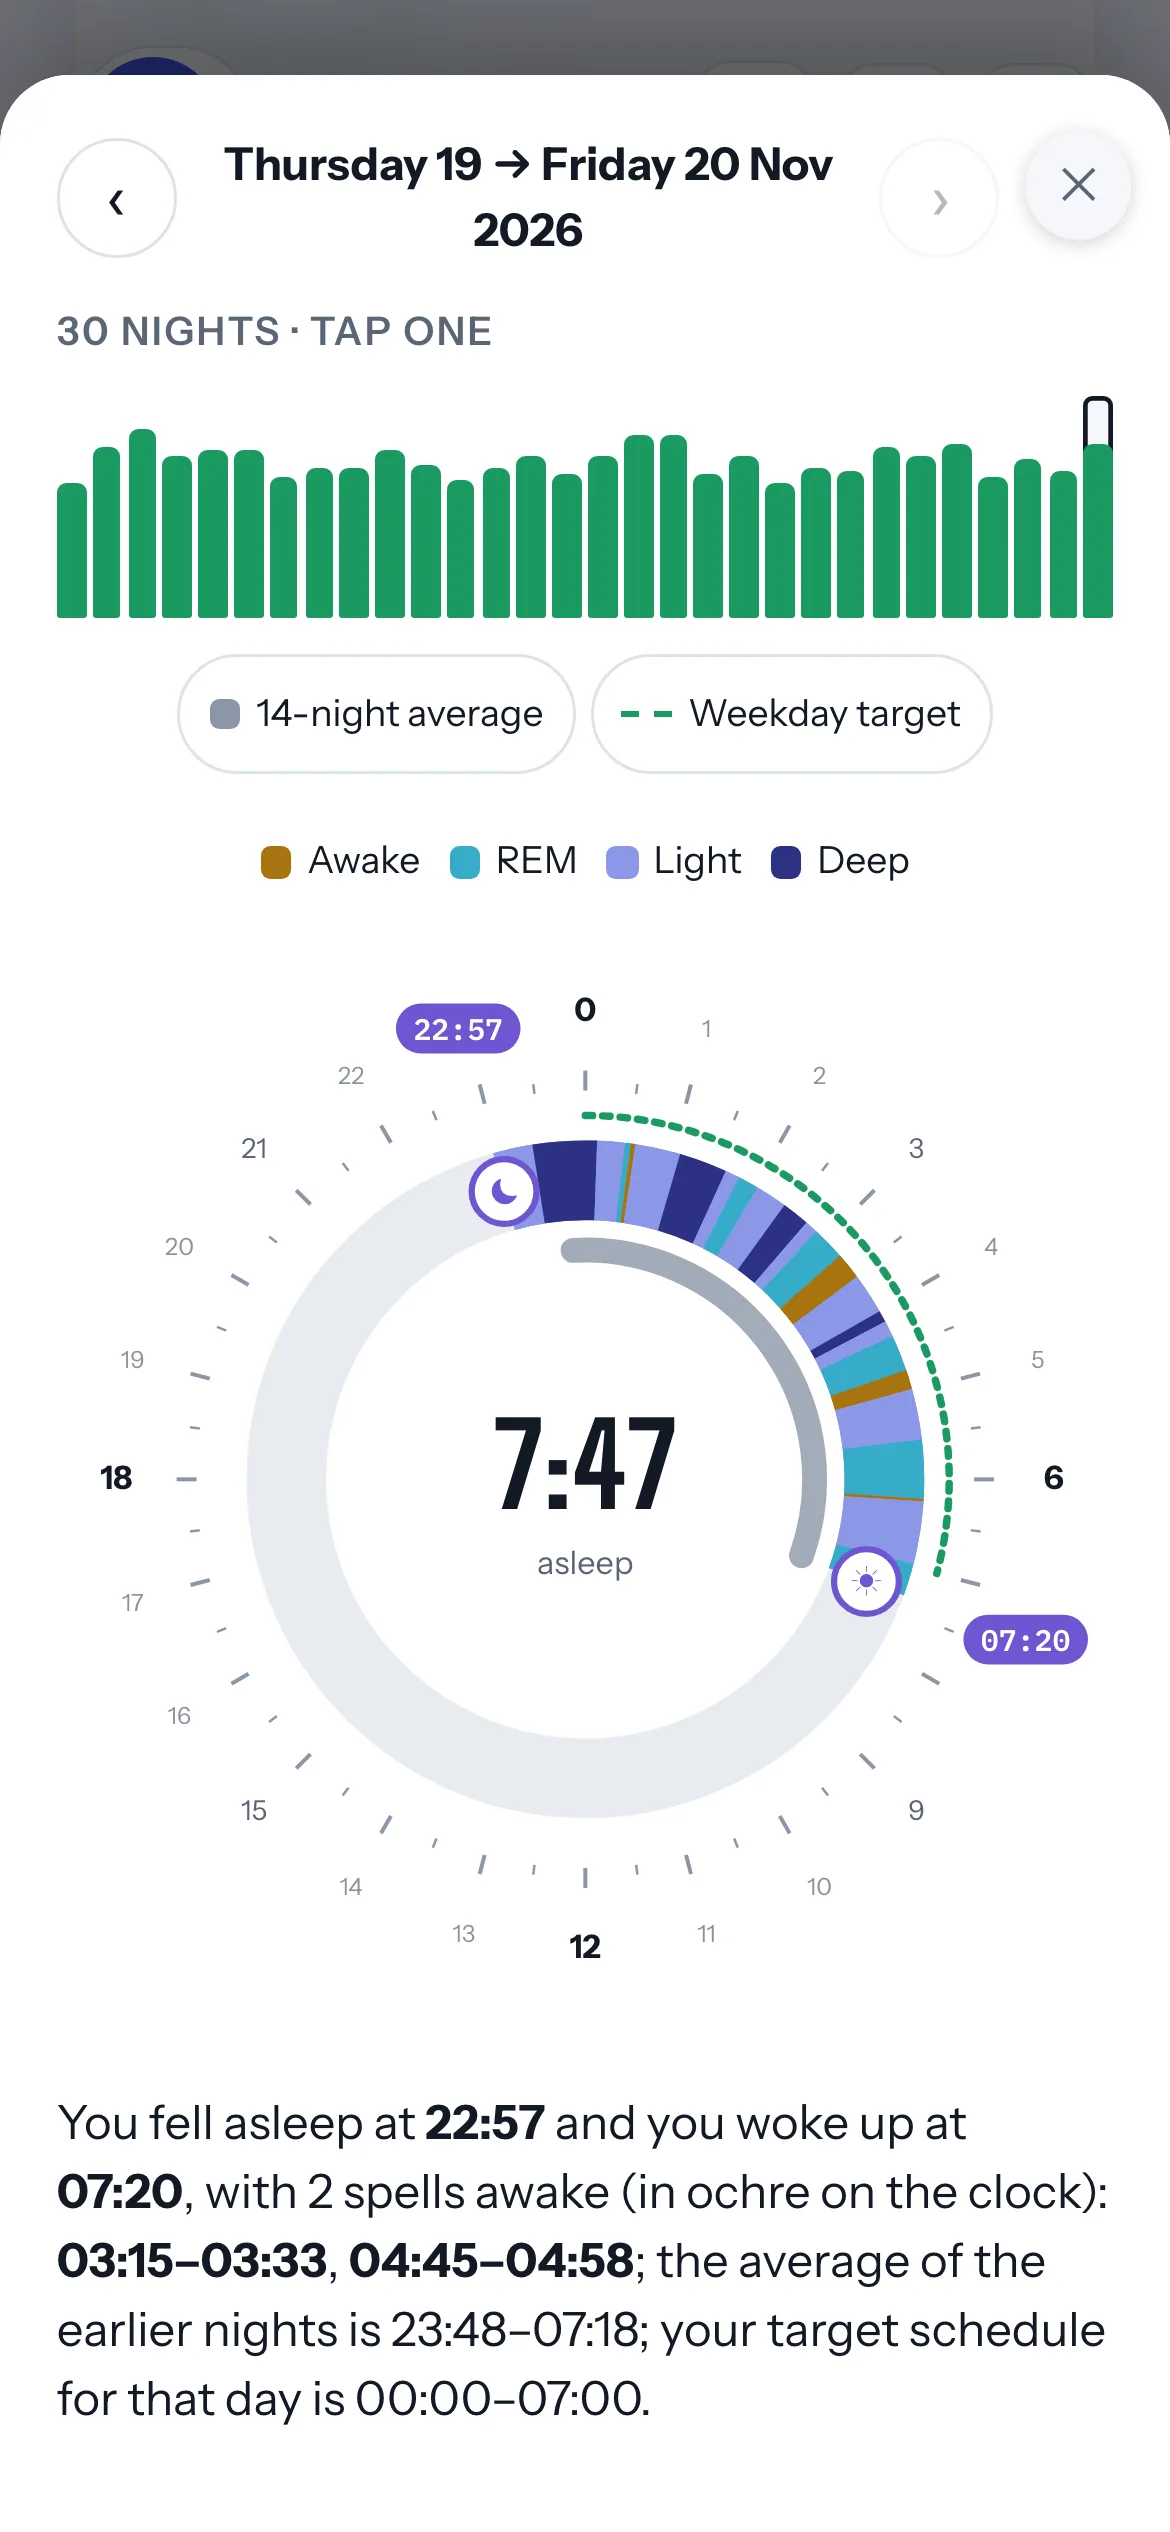 Thursday 19 → Friday 20 Nov
2026
30 NIGHTS · TAP ONE
14-night average
Weekday target
Awake
REM
Light
Deep
22:57
0
1
2
3
4
5
6
07:20
9
10
11
12
13
14
15
16
17
18
19
20
21
22
7:47
asleep
You fell asleep at 22:57 and you woke up at
07:20, with 2 spells awake (in ochre on the clock):
03:15–03:33, 04:45–04:58; the average of the
earlier nights is 23:48–07:18; your target schedule
for that day is 00:00–07:00.